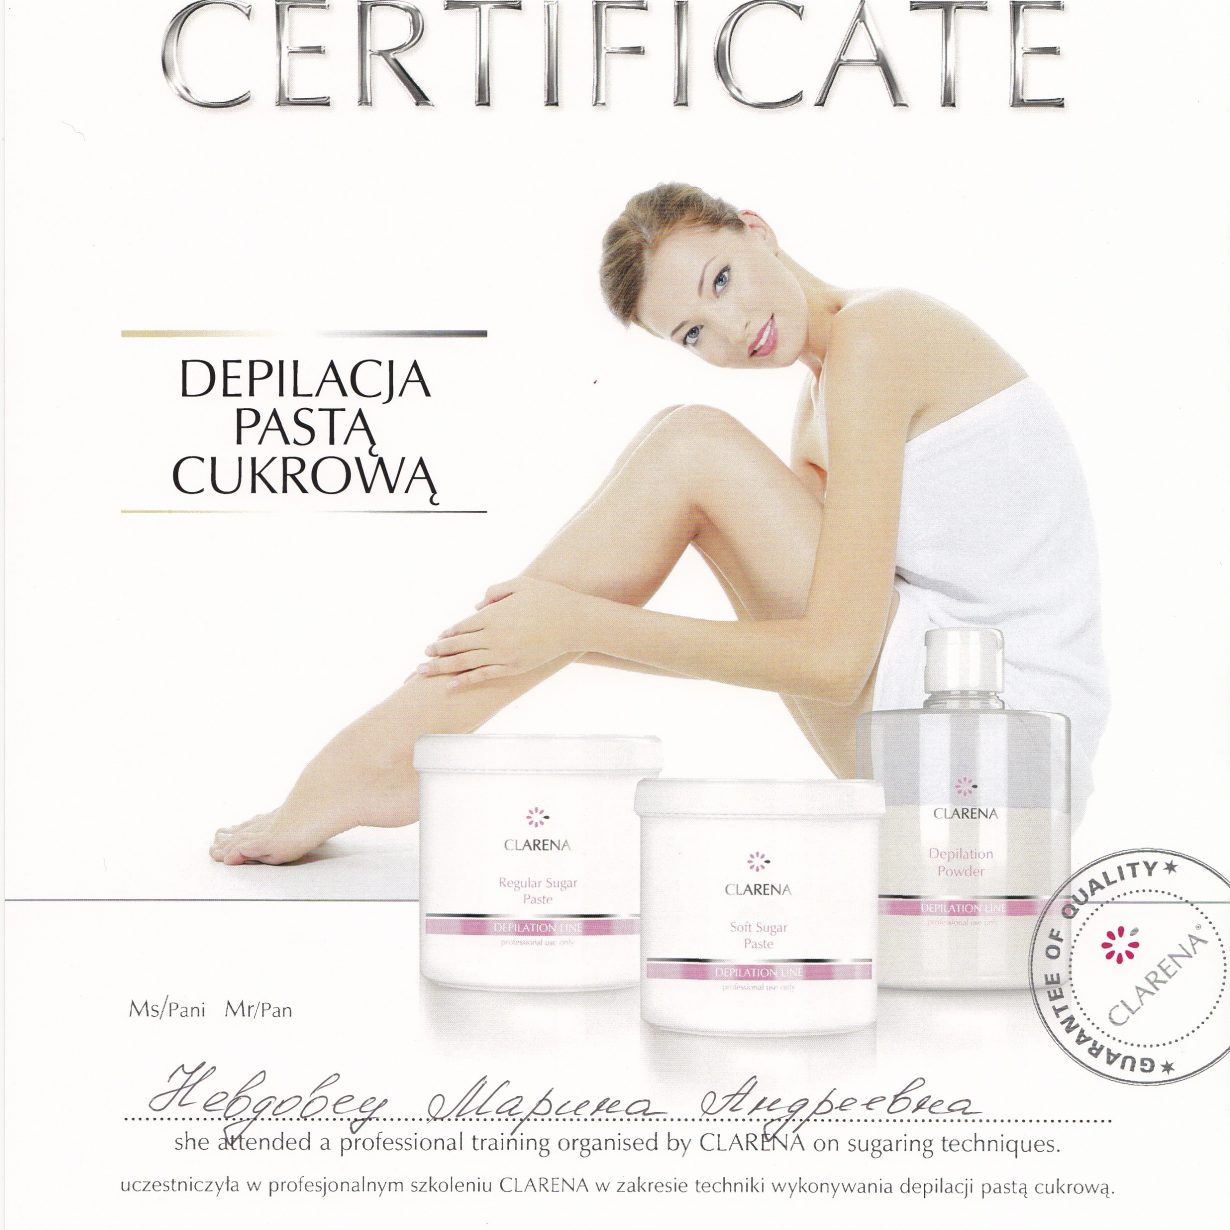 CERTIFICATE
DEPILACJA
PASTĄ
CUKROWĄ
CLARENA
Regular Sugar
Paste
DEPILATION LINE
professional use only
CLARENA
Soft Sugar
Paste
DEPILATION LINE
professional use only
CLARENA
Depilation
Powder
DEPILATION LINE
professional use only
GUARANTEE OF QUALITY
CLARENA®
Ms/Pani Mr/Pan
Невдовец Марина Андреевна
she attended a professional training organised by CLARENA on sugaring techniques.
uczestniczyła w profesjonalnym szkoleniu CLARENA w zakresie techniki wykonywania depilacji pastą cukrową.